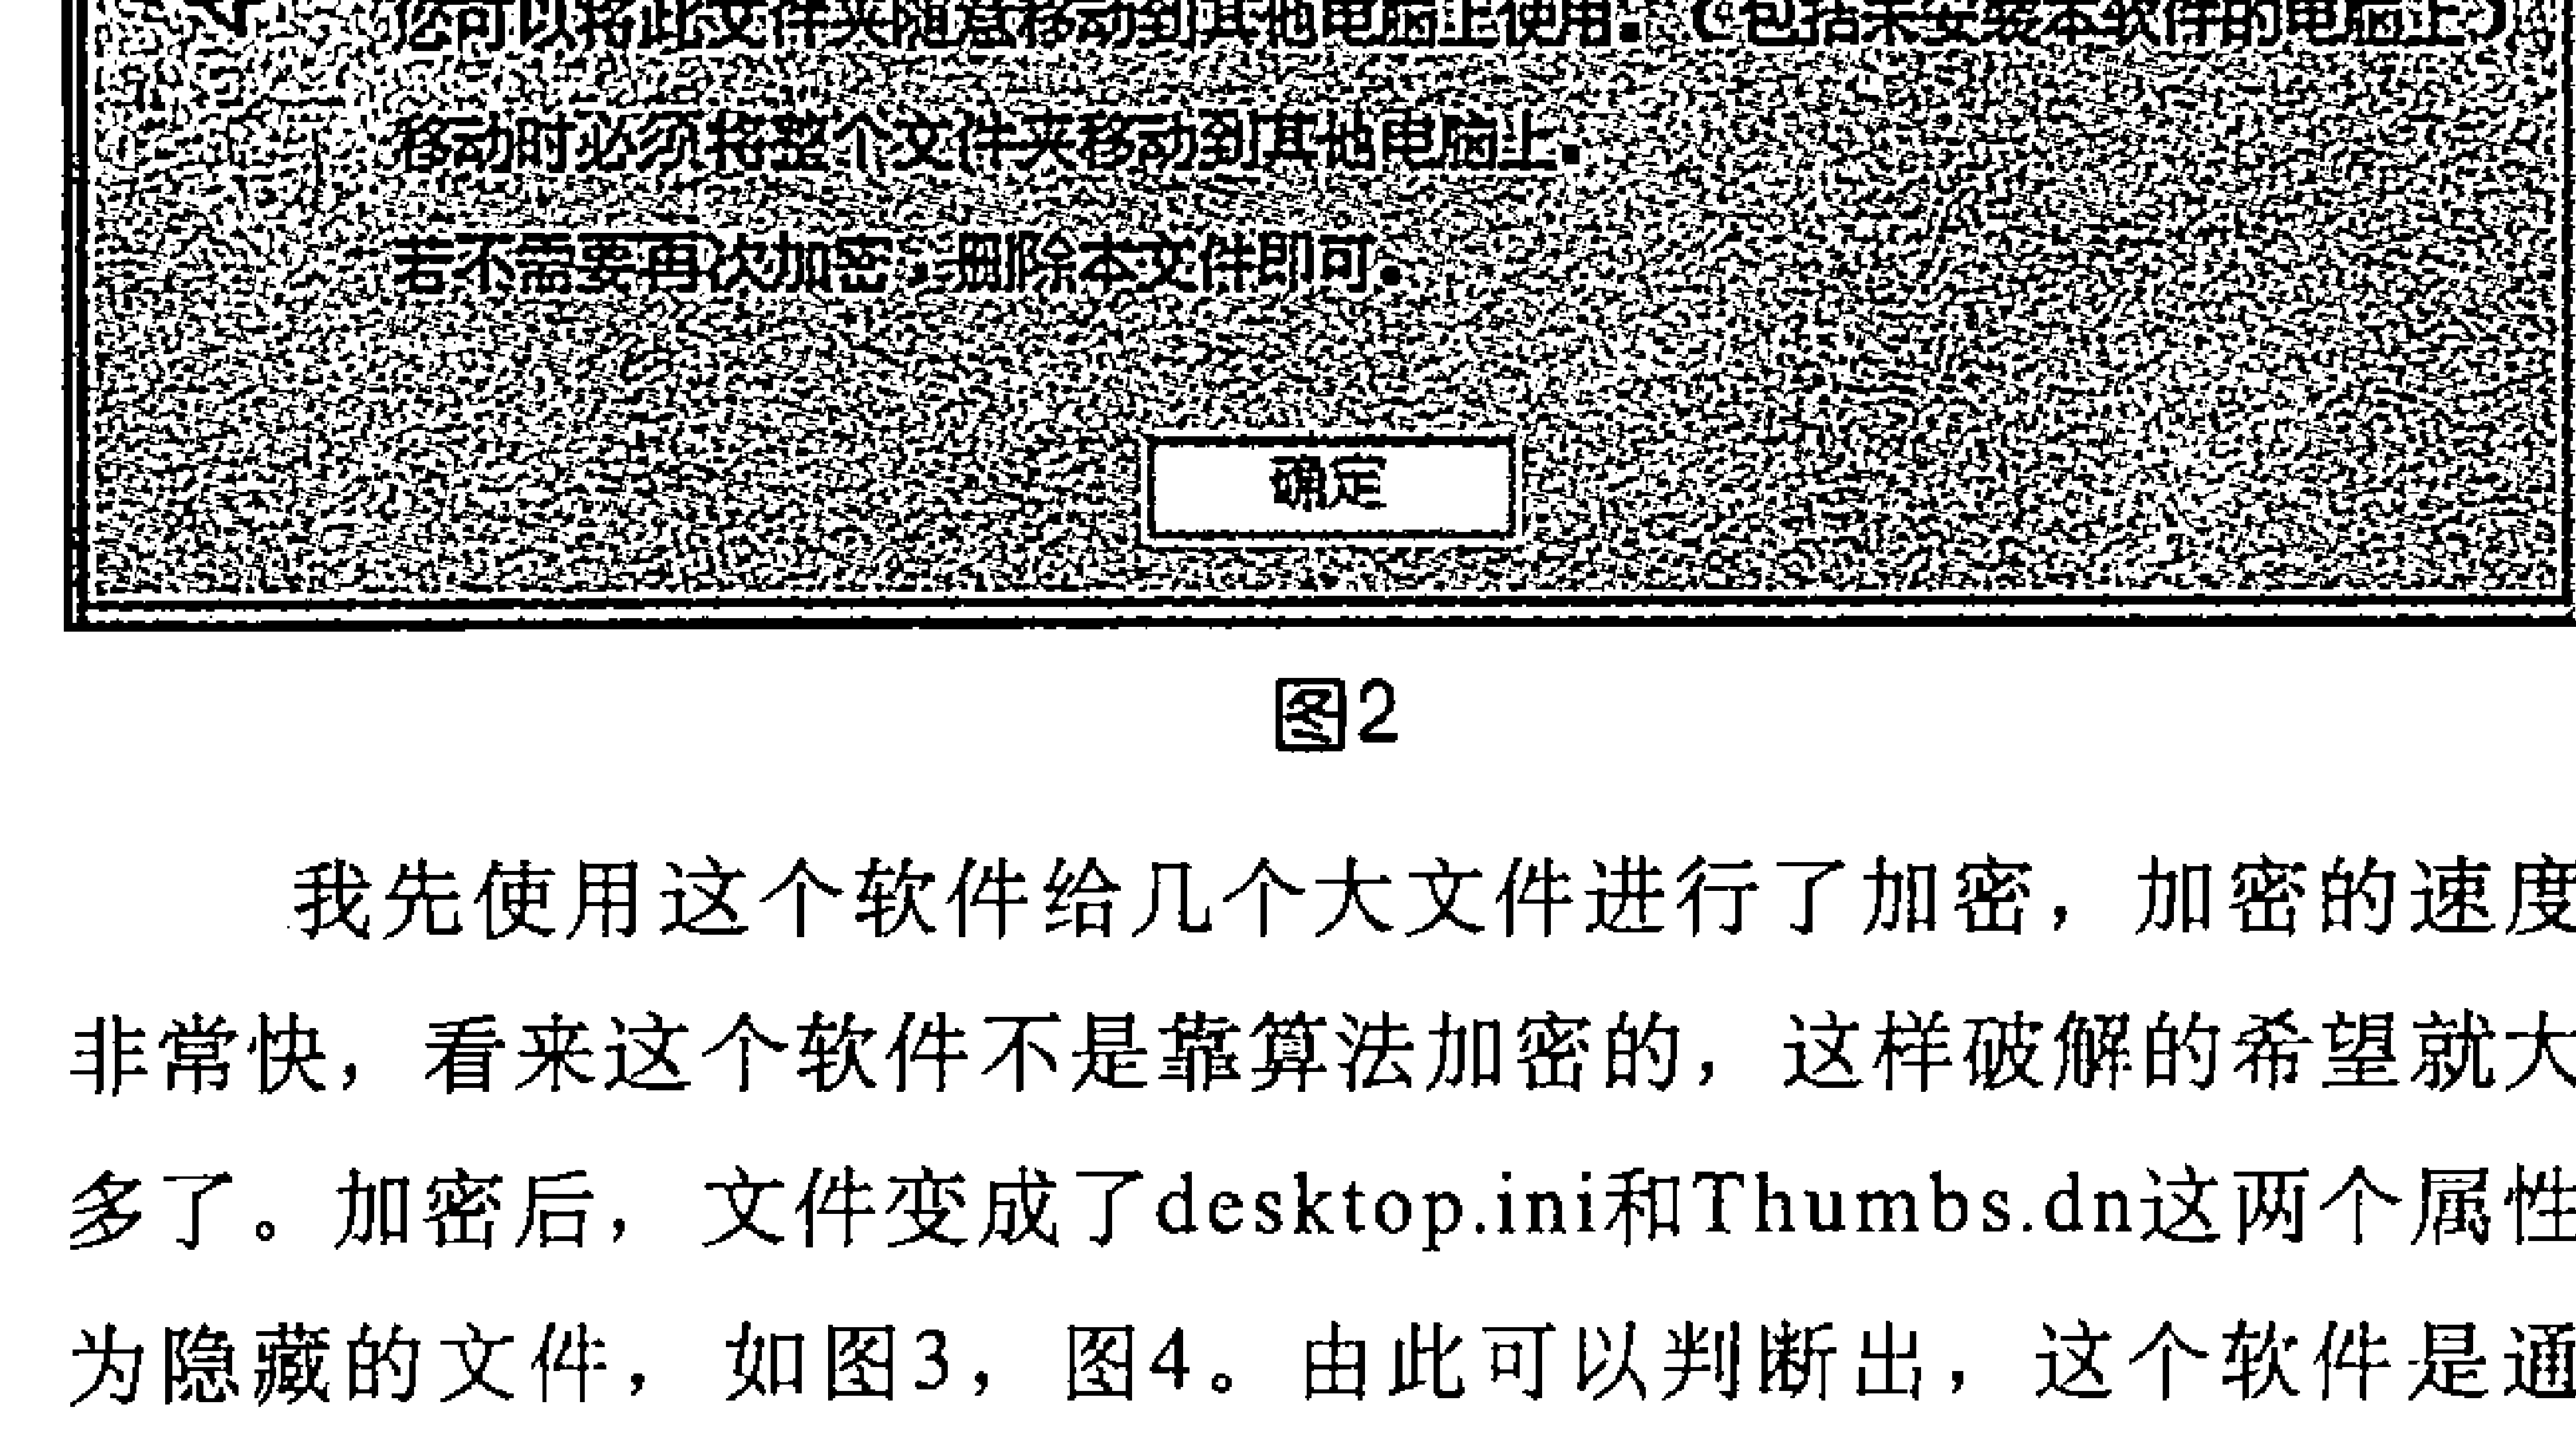 您可以将此文件夹随意移动到其他电脑上使用.（包括未安装本软件的电脑上）
移动时必须将整个文件夹移动到其他电脑上.
若不需要再次加密,删除本文件即可.
确定
图2
我先使用这个软件给几个大文件进行了加密，加密的速度
非常快，看来这个软件不是靠算法加密的，这样破解的希望就大
多了。加密后，文件变成了desktop.ini和Thumbs.dn这两个属性
为隐藏的文件，如图3，图4。由此可以判断出，这个软件是通